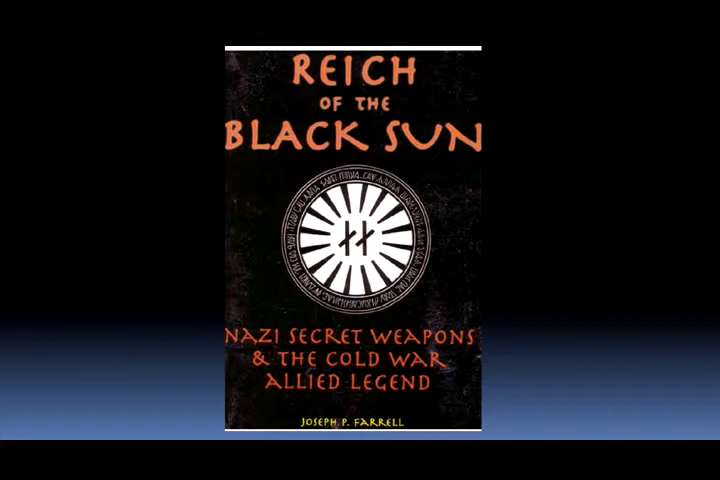 REICH
OF THE
BLACK SUN
NAZI SECRET WEAPONS
& THE COLD WAR
ALLIED LEGEND
JOSEPH P. FARRELL